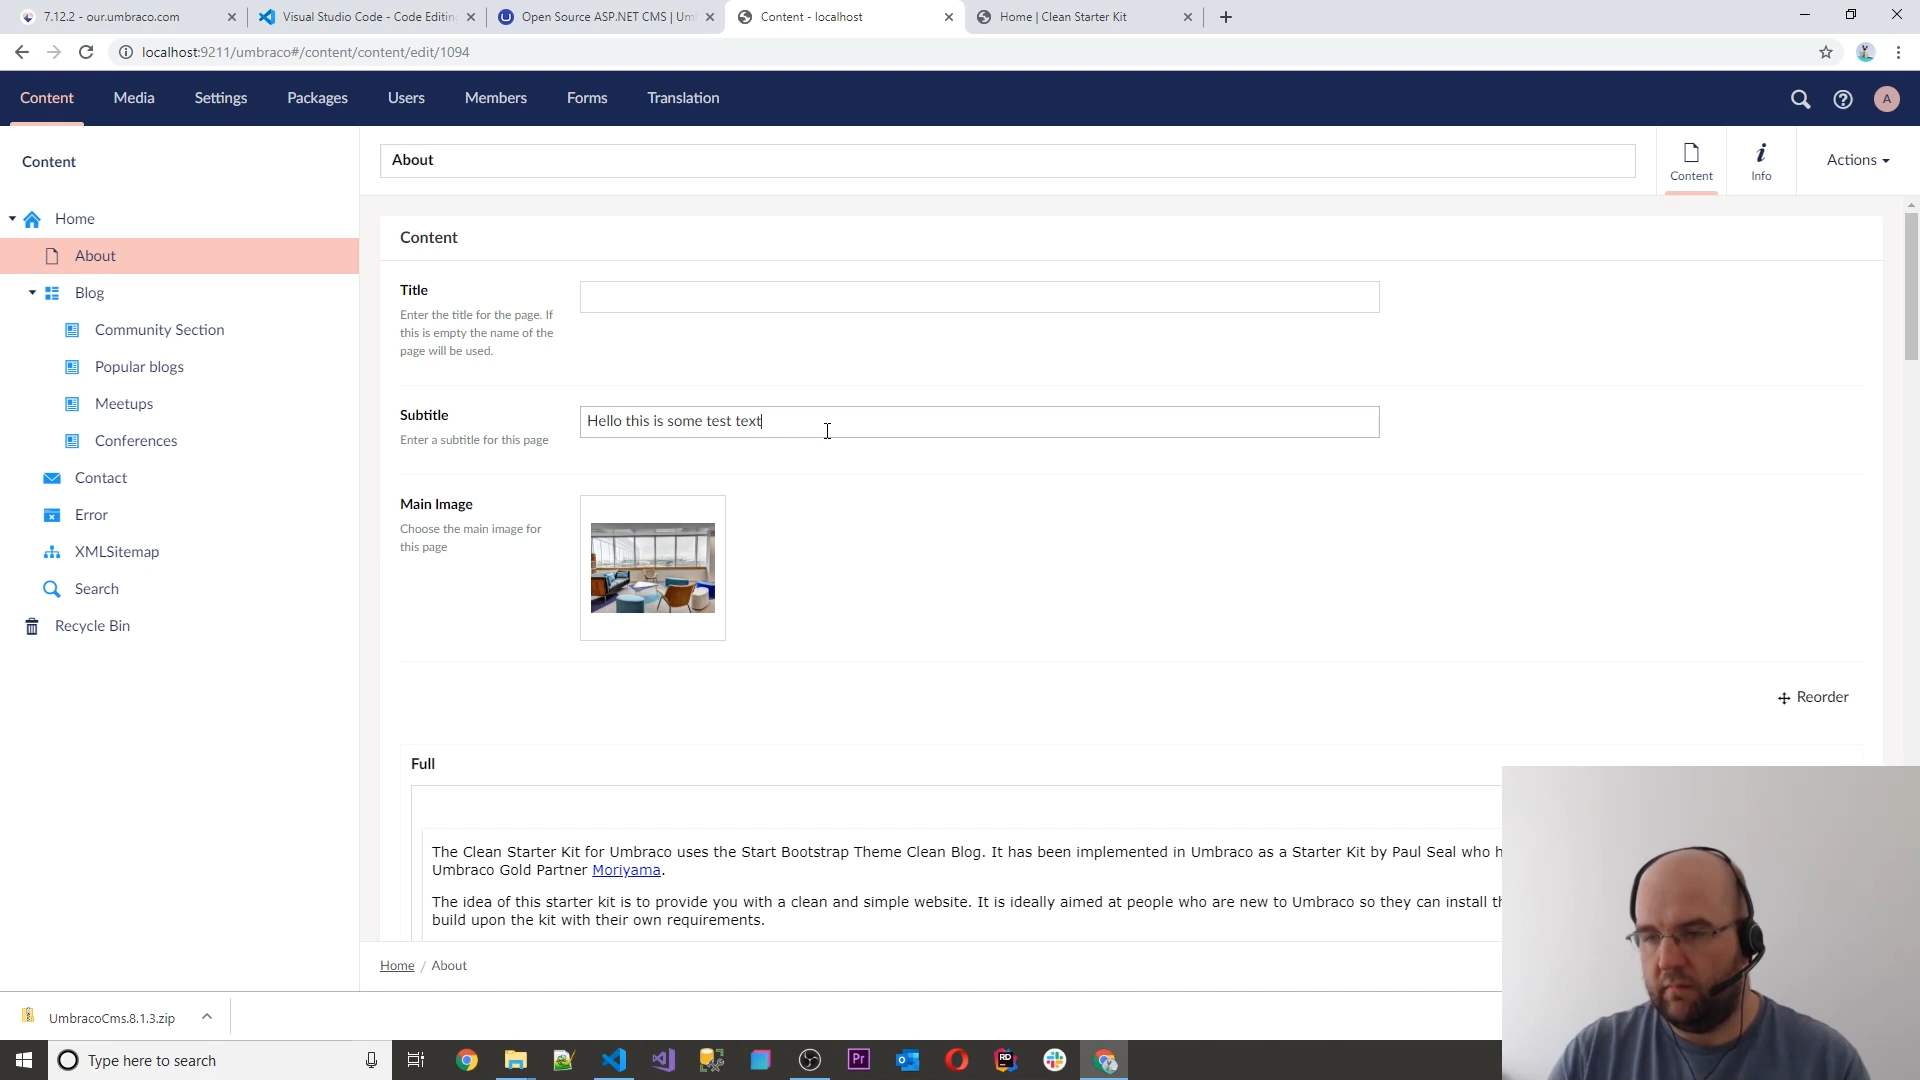 7.12.2 - our.umbraco.com
Visual Studio Code - Code Editing
Open Source ASP.NET CMS | Um
Content - localhost
Home | Clean Starter Kit
localhost:9211/umbraco#/content/content/edit/1094
Content Media Settings Packages Users Members Forms Translation
A
Content
Home
About
Blog
Community Section
Popular blogs
Meetups
Conferences
Contact
Error
XMLSitemap
Search
Recycle Bin
About
Content
Info
Actions
Content
Title
Enter the title for the page. If
this is empty the name of the
page will be used.
Subtitle
Enter a subtitle for this page
Hello this is some test text
Main Image
Choose the main image for
this page
Reorder
Full
The Clean Starter Kit for Umbraco uses the Start Bootstrap Theme Clean Blog. It has been implemented in Umbraco as a Starter Kit by Paul Seal who
Umbraco Gold Partner Moriyama.
The idea of this starter kit is to provide you with a clean and simple website. It is ideally aimed at people who are new to Umbraco so they can install
build upon the kit with their own requirements.
Home / About
UmbracoCms.8.1.3.zip
Type here to search
Pr
RD